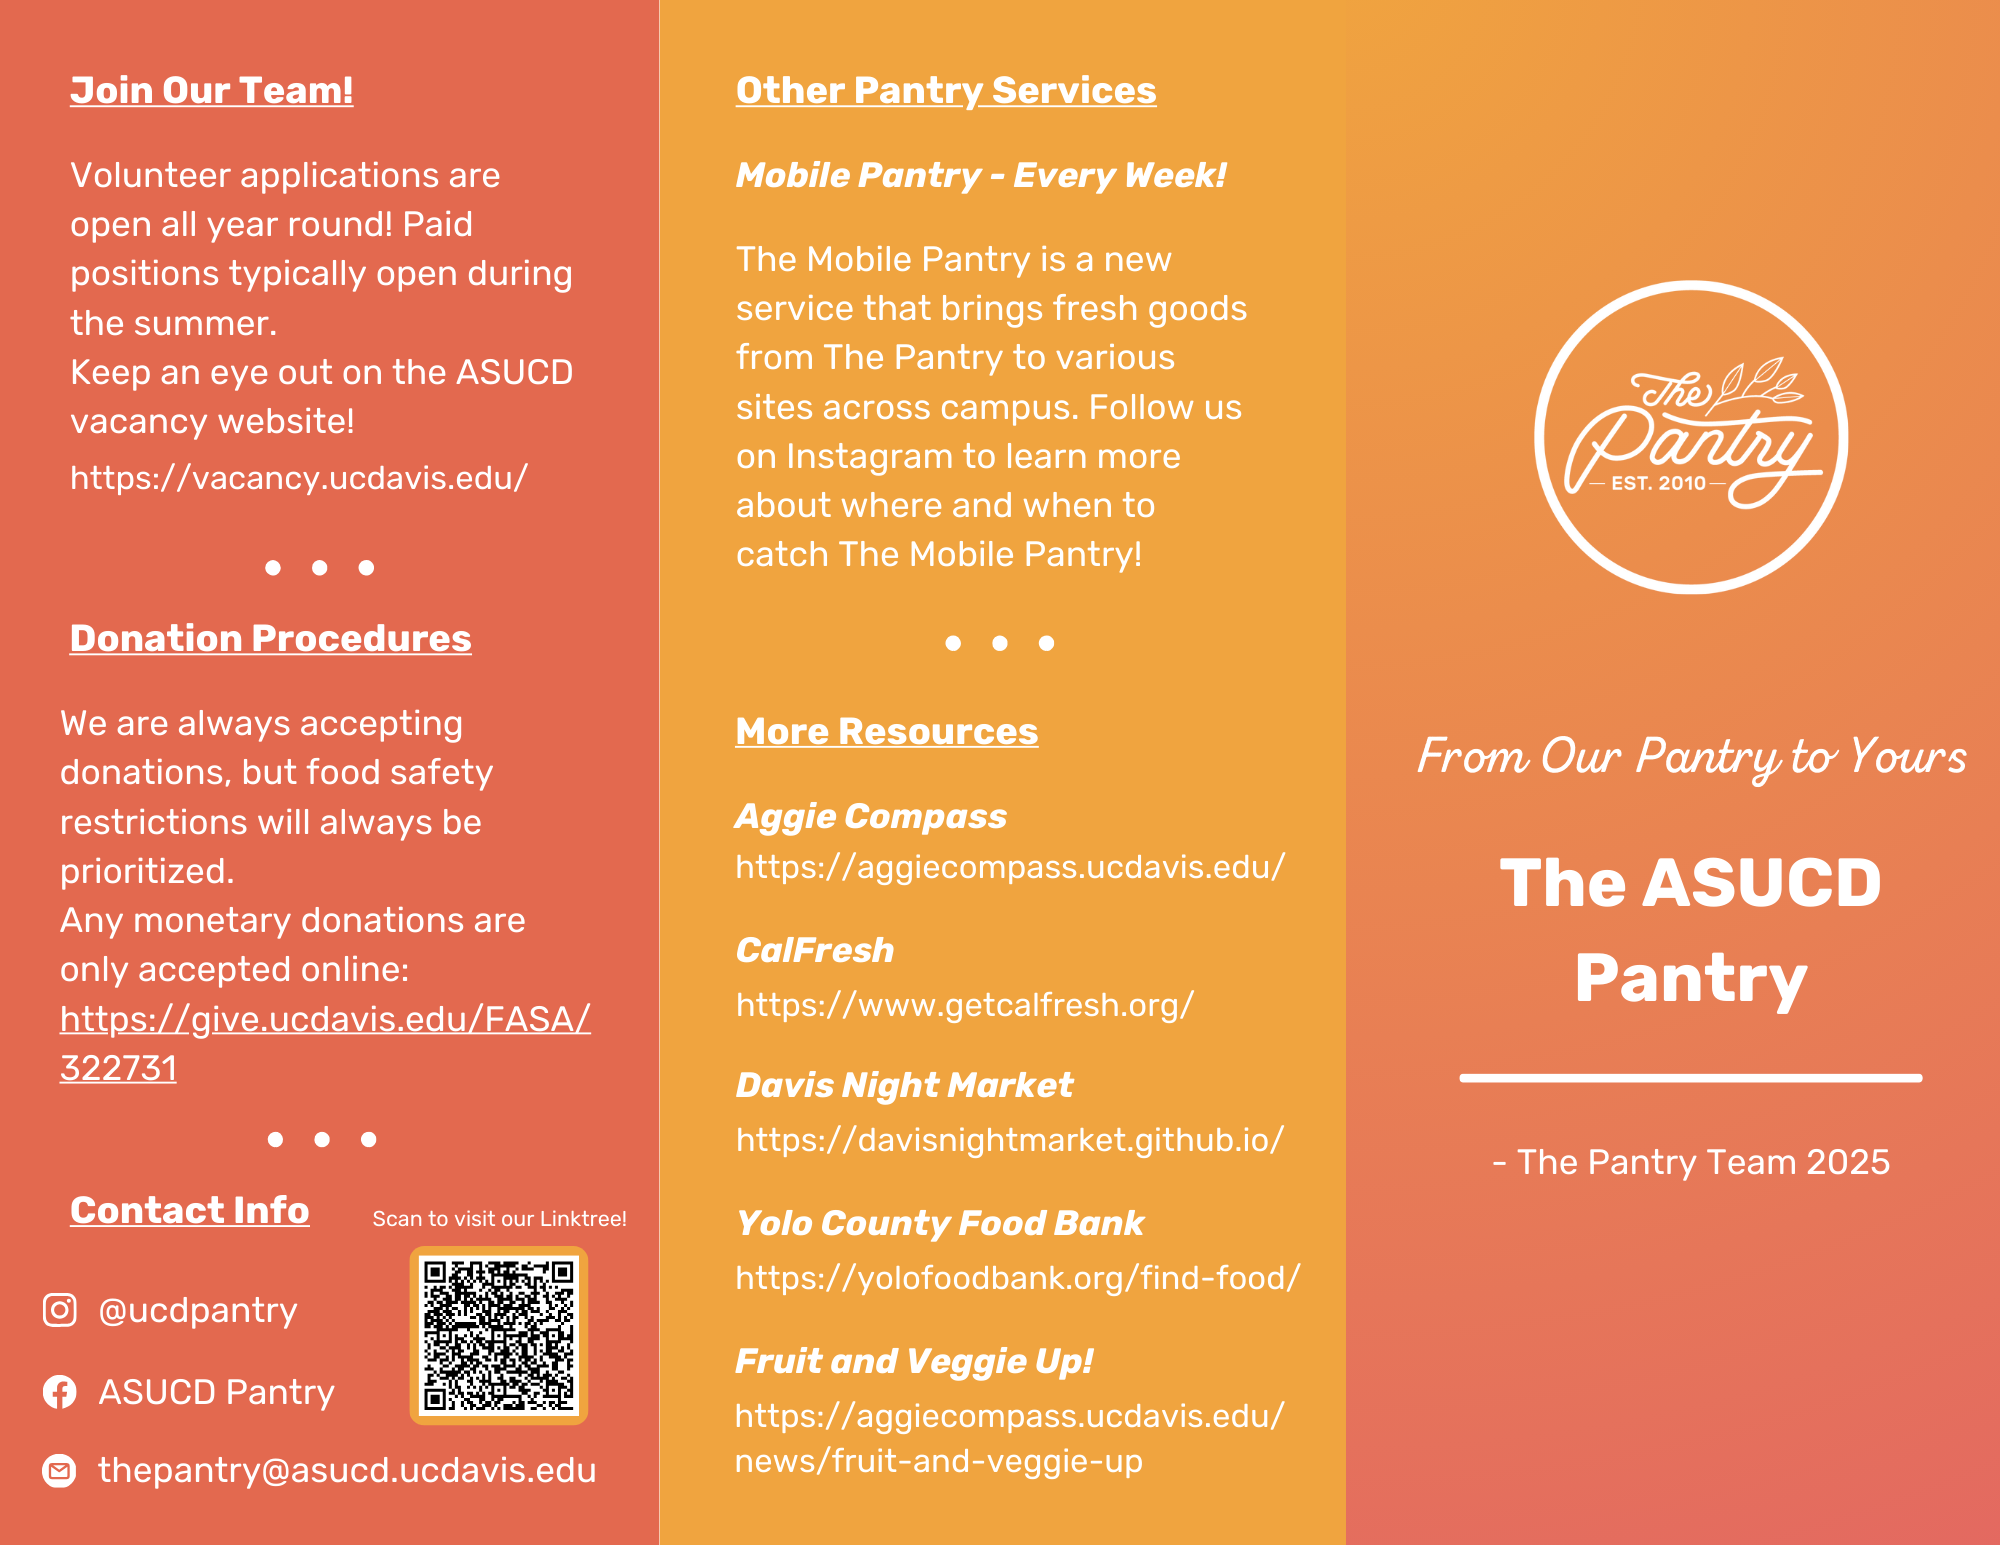 Join Our Team!
Volunteer applications are
open all year round! Paid
positions typically open during
the summer.
Keep an eye out on the ASUCD
vacancy website!
https://vacancy.ucdavis.edu/
Donation Procedures
We are always accepting
donations, but food safety
restrictions will always be
prioritized.
Any monetary donations are
only accepted online:
https://give.ucdavis.edu/FASA/
322731
Contact Info
Scan to visit our Linktree!
@ucdpantry
ASUCD Pantry
thepantry@asucd.ucdavis.edu
Other Pantry Services
Mobile Pantry - Every Week!
The Mobile Pantry is a new
service that brings fresh goods
from The Pantry to various
sites across campus. Follow us
on Instagram to learn more
about where and when to
catch The Mobile Pantry!
More Resources
Aggie Compass
https://aggiecompass.ucdavis.edu/
CalFresh
https://www.getcalfresh.org/
Davis Night Market
https://davisnightmarket.github.io/
Yolo County Food Bank
https://yolofoodbank.org/find-food/
Fruit and Veggie Up!
https://aggiecompass.ucdavis.edu/
news/fruit-and-veggie-up
The
Pantry
EST. 2010
From Our Pantry to Yours
The ASUCD
Pantry
- The Pantry Team 2025